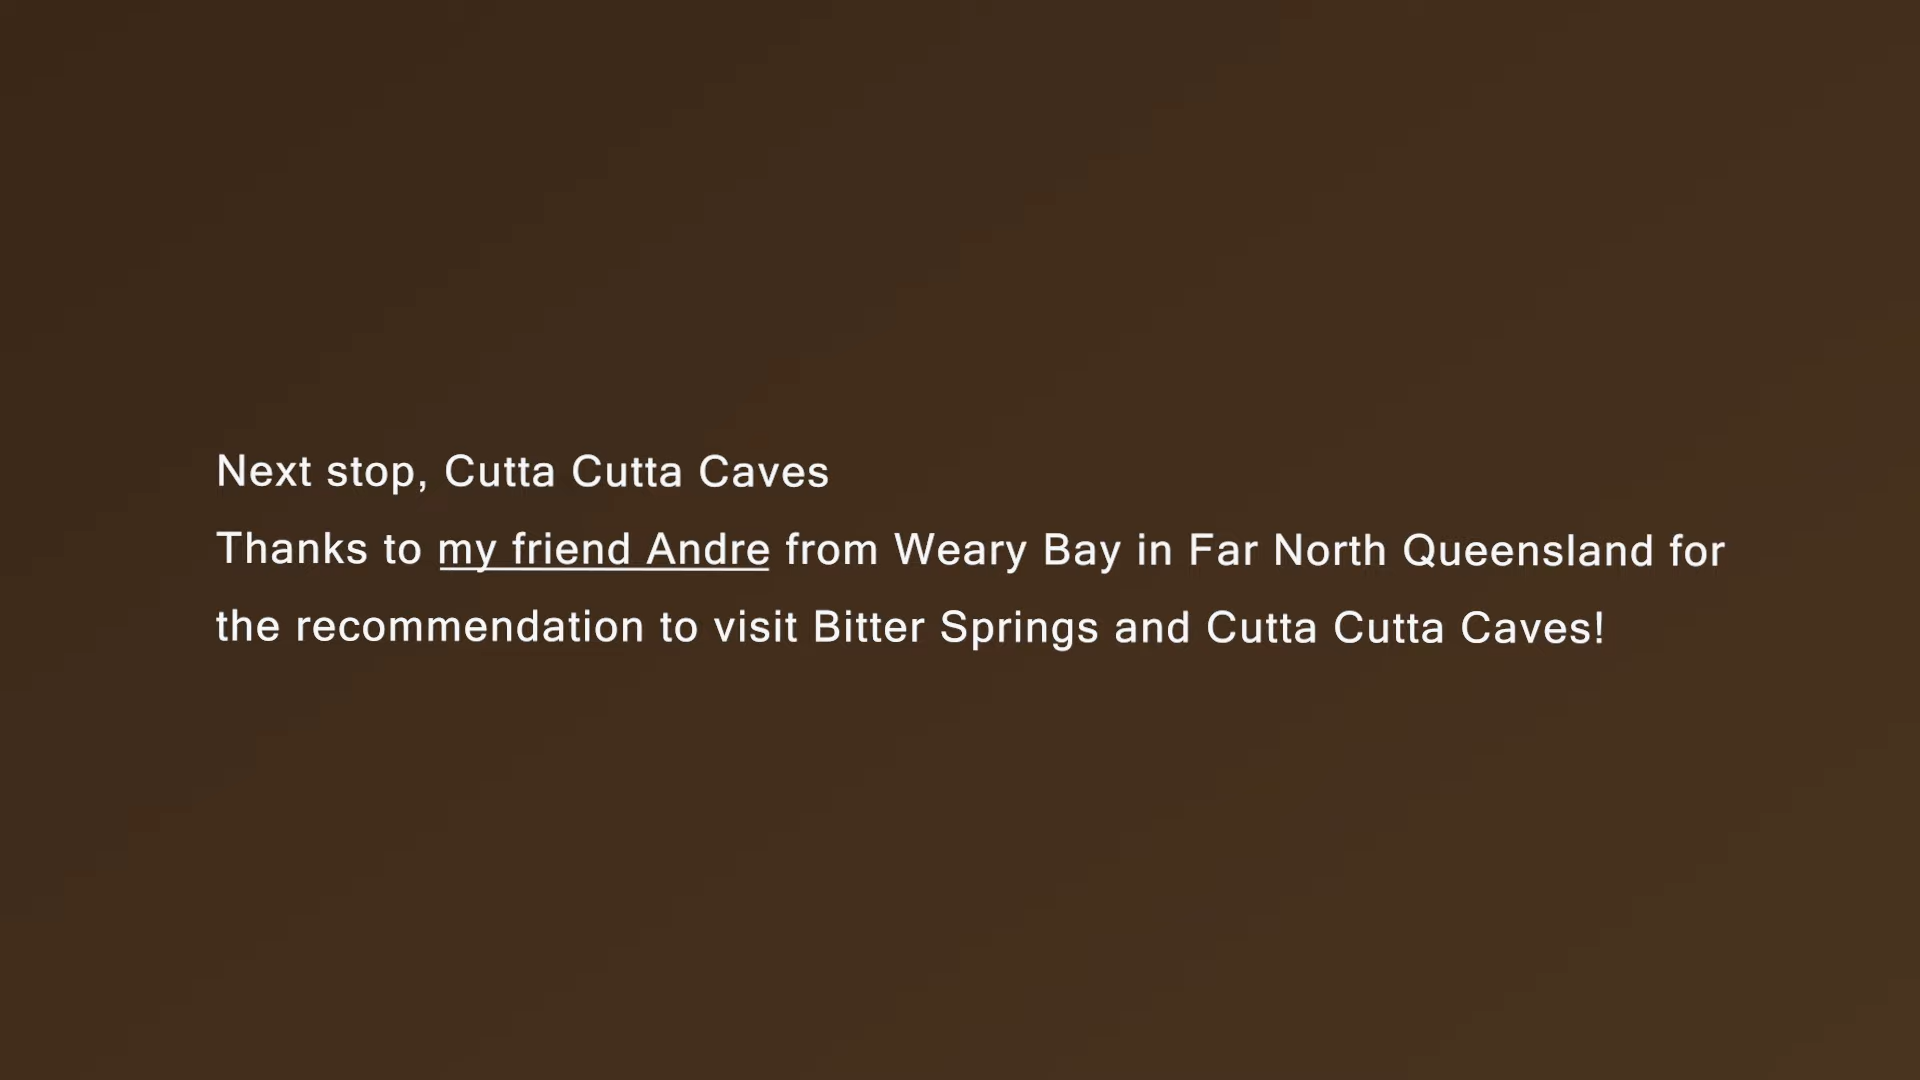 Next stop, Cutta Cutta Caves
Thanks to my friend Andre from Weary Bay in Far North Queensland for
the recommendation to visit Bitter Springs and Cutta Cutta Caves!